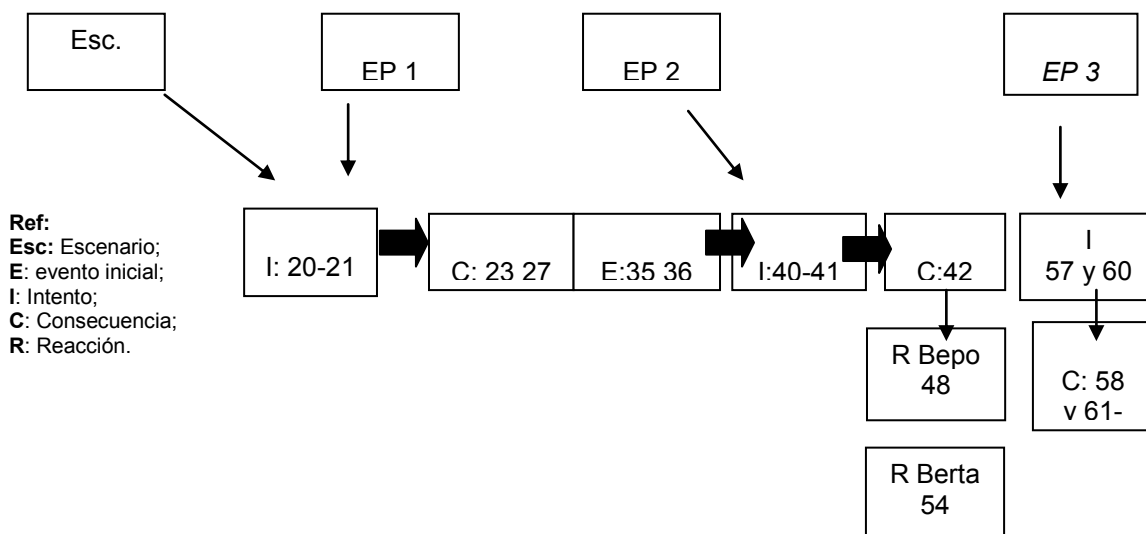 Esc.
EP 1
EP 2
EP 3
Ref:
Esc: Escenario;
E: evento inicial;
I: Intento;
C: Consecuencia;
R: Reacción.
I: 20-21
C: 23 27
E:35 36
I:40-41
C:42
I
57 y 60
R Bepo
48
C: 58
y 61-
R Berta
54